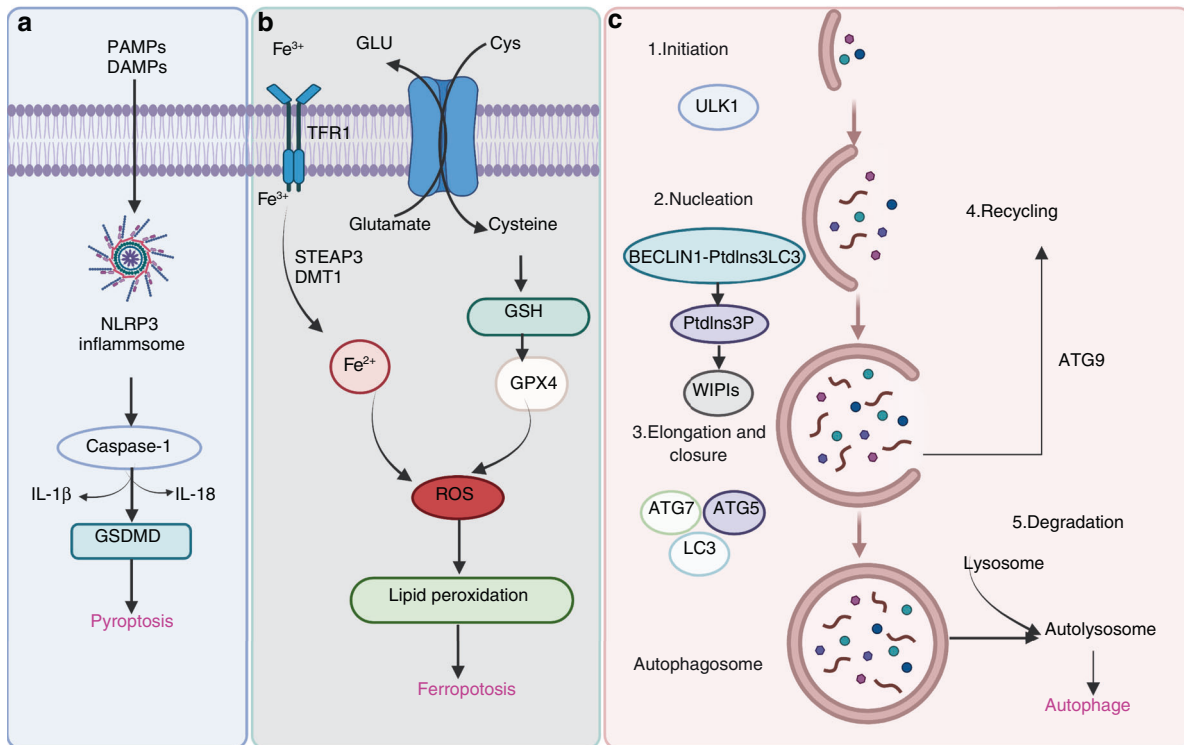 a
PAMPs
DAMPs
NLRP3
inflammsome
Caspase-1
IL-1β
IL-18
GSDMD
Pyroptosis
b
Fe³⁺
GLU
Cys
TFR1
Fe³⁺
Glutamate
Cysteine
STEAP3
DMT1
GSH
Fe²⁺
GPX4
ROS
Lipid peroxidation
Ferropotosis
c
1.Initiation
ULK1
2.Nucleation
4.Recycling
BECLIN1-Ptdlns3LC3
Ptdlns3P
ATG9
WIPIs
3.Elongation and
closure
ATG7
ATG5
LC3
5.Degradation
Lysosome
Autolysosome
Autophagosome
Autophage